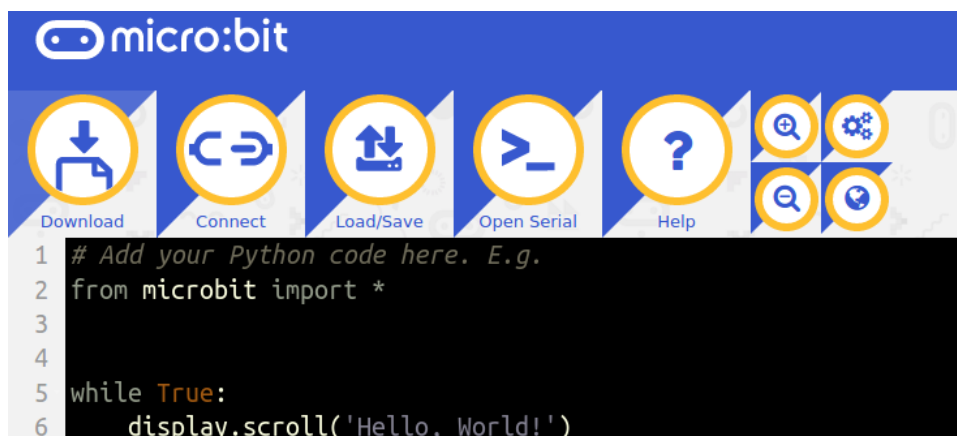 micro:bit
Download Connect Load/Save Open Serial Help
1 # Add your Python code here. E.g.
2 from microbit import *
3
4
5 while True:
6     display.scroll('Hello, World!')